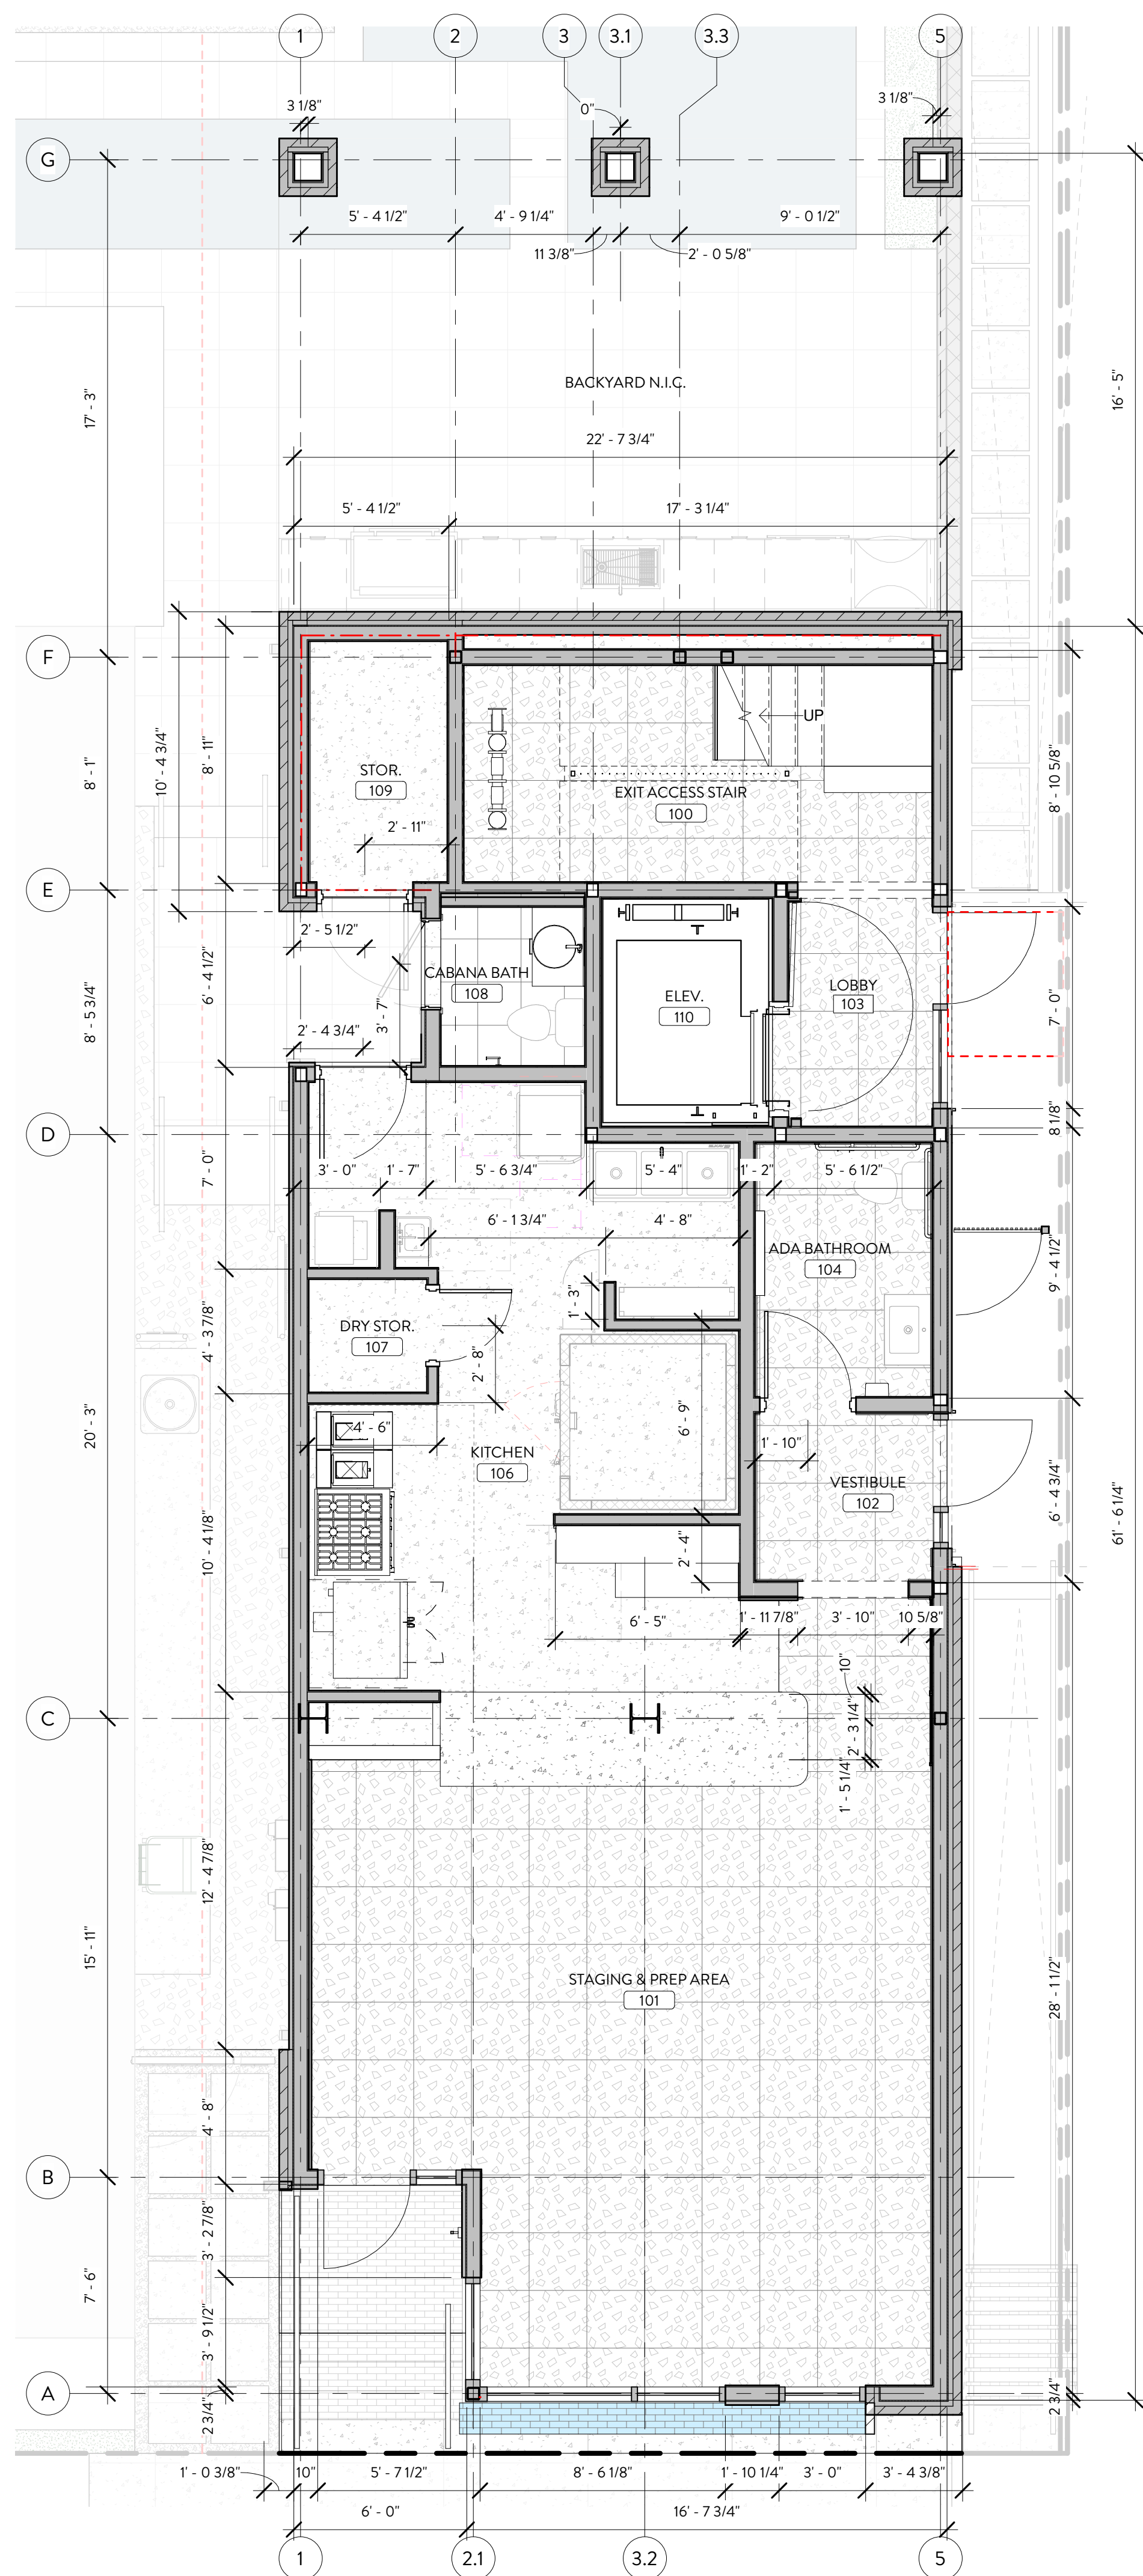 1
2
3
3.1
3.3
5
3 1/8"
0"
3 1/8"
G
5' - 4 1/2"
4' - 9 1/4"
9' - 0 1/2"
11 3/8"
2' - 0 5/8"
17' - 3"
BACKYARD N.I.C.
16' - 5"
22' - 7 3/4"
5' - 4 1/2"
17' - 3 1/4"
F
UP
10' - 4 3/4"
8' - 1"
8' - 11"
STOR.
109
EXIT ACCESS STAIR
100
8' - 10 5/8"
2' - 11"
E
2' - 5 1/2"
6' - 4 1/2"
8' - 5 3/4"
CABANA BATH
108
ELEV.
110
LOBBY
103
7' - 0"
3' - 7"
2' - 4 3/4"
8 1/8"
D
7' - 0"
3' - 0"
1' - 7"
5' - 6 3/4"
5' - 4"
1' - 2"
5' - 6 1/2"
6' - 1 3/4"
4' - 8"
ADA BATHROOM
104
9' - 4 1/2"
1' - 3"
DRY STOR.
107
4' - 3 7/8"
2' - 8"
20' - 3"
4' - 6"
6' - 9"
KITCHEN
106
1' - 10"
VESTIBULE
102
6' - 4 3/4"
61' - 6 1/4"
10' - 4 1/8"
2' - 4"
6' - 5"
1' - 11 7/8"
3' - 10"
10 5/8"
10"
2' - 3 1/4"
1' - 5 1/4"
C
12' - 4 7/8"
15' - 11"
STAGING & PREP AREA
101
28' - 1 1/2"
4' - 8"
B
3' - 2 7/8"
7' - 6"
3' - 9 1/2"
A
2 3/4"
2 3/4"
1' - 0 3/8"
10"
5' - 7 1/2"
8' - 6 1/8"
1' - 10 1/4"
3' - 0"
3' - 4 3/8"
6' - 0"
16' - 7 3/4"
1
2.1
3.2
5